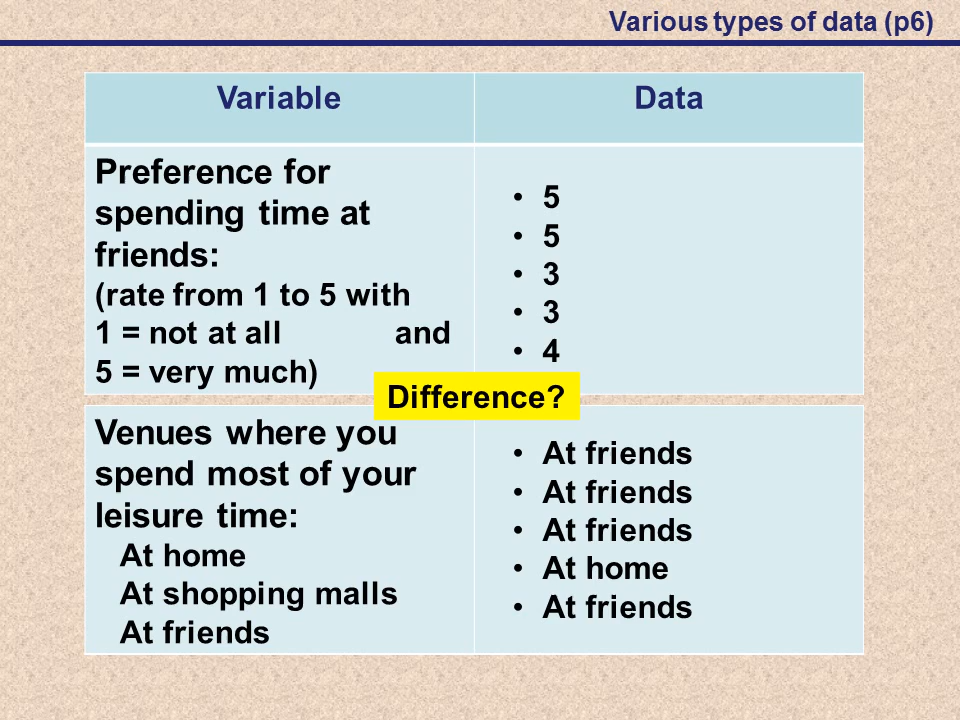 Various types of data (p6)
Variable
Data
Preference for
spending time at
friends:
(rate from 1 to 5 with
1 = not at all and
5 = very much)
• 5
• 5
• 3
• 3
• 4
Difference?
Venues where you
spend most of your
leisure time:
At home
At shopping malls
At friends
• At friends
• At friends
• At friends
• At home
• At friends